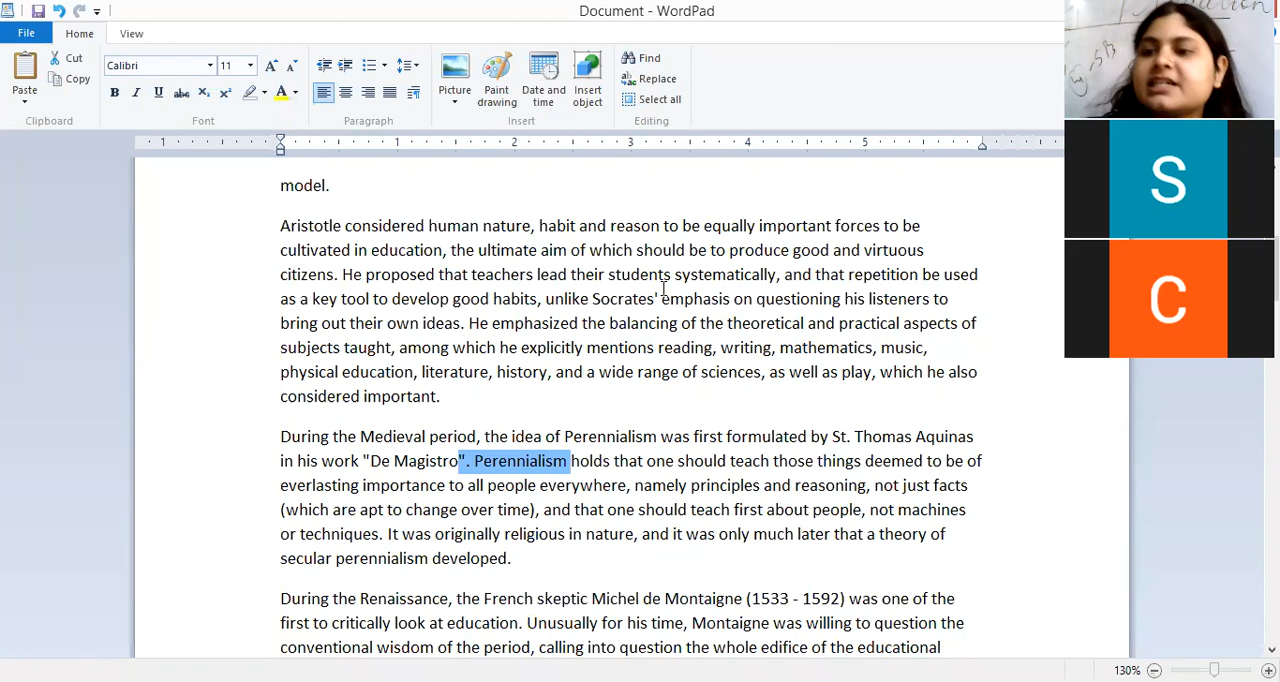 Document - WordPad
File
Home
View
Paste
Cut
Copy
Clipboard
Calibri
11
Font
Paragraph
Picture
Paint drawing
Date and time
Insert object
Insert
Find
Replace
Select all
Editing
1 1 2 3 4 5
model.
Aristotle considered human nature, habit and reason to be equally important forces to be
cultivated in education, the ultimate aim of which should be to produce good and virtuous
citizens. He proposed that teachers lead their students systematically, and that repetition be used
as a key tool to develop good habits, unlike Socrates' emphasis on questioning his listeners to
bring out their own ideas. He emphasized the balancing of the theoretical and practical aspects of
subjects taught, among which he explicitly mentions reading, writing, mathematics, music,
physical education, literature, history, and a wide range of sciences, as well as play, which he also
considered important.
During the Medieval period, the idea of Perennialism was first formulated by St. Thomas Aquinas
in his work "De Magistro". Perennialism holds that one should teach those things deemed to be of
everlasting importance to all people everywhere, namely principles and reasoning, not just facts
(which are apt to change over time), and that one should teach first about people, not machines
or techniques. It was originally religious in nature, and it was only much later that a theory of
secular perennialism developed.
During the Renaissance, the French skeptic Michel de Montaigne (1533 - 1592) was one of the
first to critically look at education. Unusually for his time, Montaigne was willing to question the
conventional wisdom of the period, calling into question the whole edifice of the educational
S
C
130%